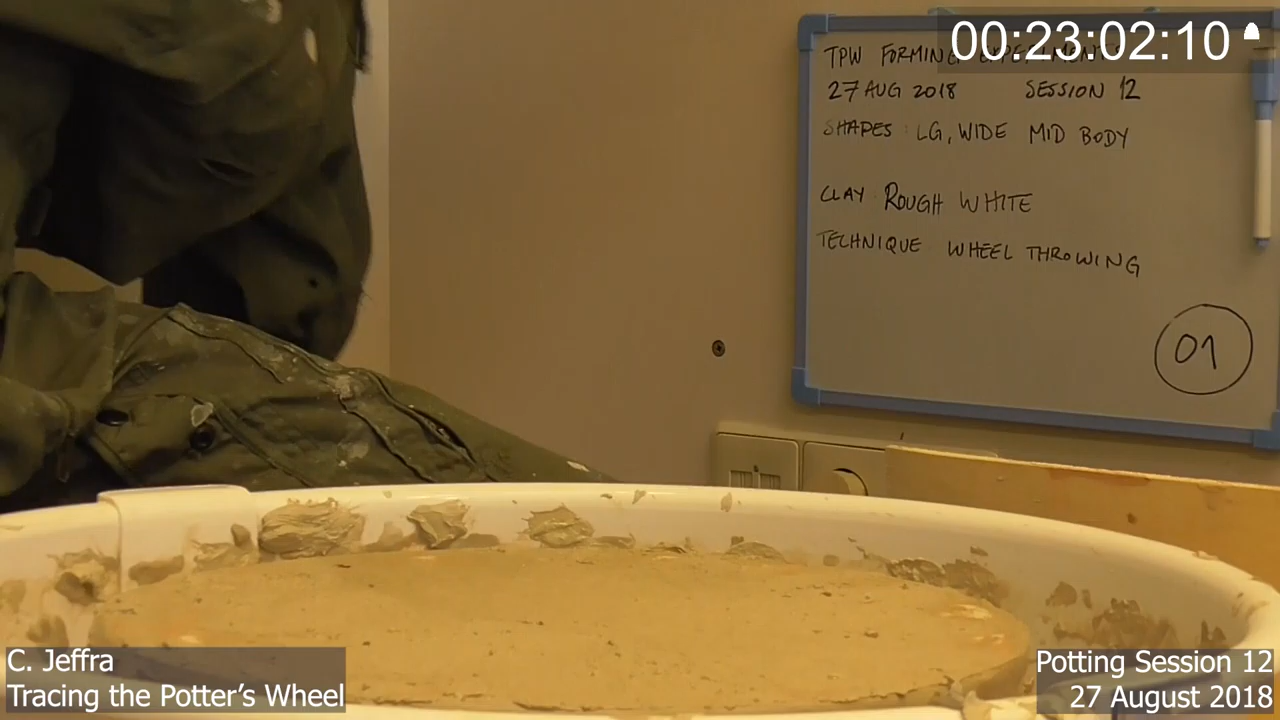 00:23:02:10
TPW FORMING EXPERIMENTS
27 AUG 2018 SESSION 12
SHAPES : LG, WIDE MID BODY
CLAY : ROUGH WHITE
TECHNIQUE WHEEL THROWING
01
C. Jeffra
Tracing the Potter's Wheel
Potting Session 12
27 August 2018